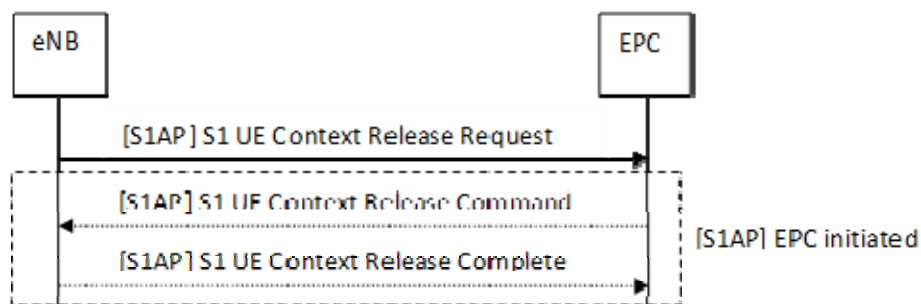 eNB
EPC
[S1AP] S1 UE Context Release Request
[S1AP] S1 UE Context Release Command
[S1AP] EPC initiated
[S1AP] S1 UE Context Release Complete